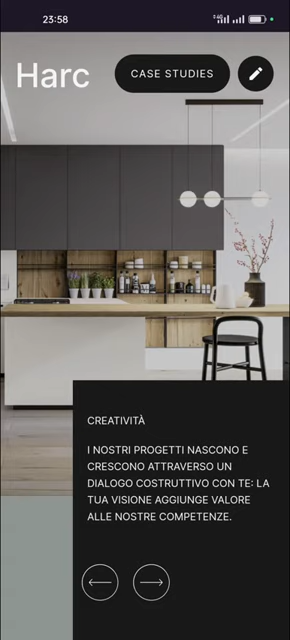 23:58
Harc
CASE STUDIES
CREATIVITÀ
I NOSTRI PROGETTI NASCONO E
CRESCONO ATTRAVERSO UN
DIALOGO COSTRUTTIVO CON TE: LA
TUA VISIONE AGGIUNGE VALORE
ALLE NOSTRE COMPETENZE.